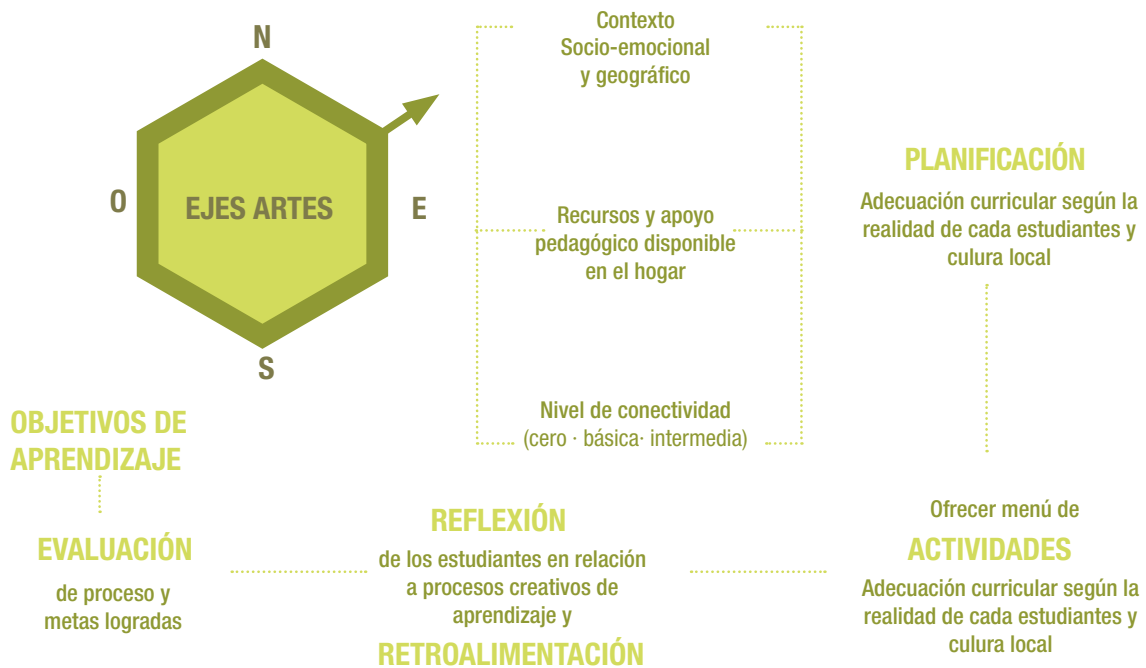 N
O
EJES ARTES
E
S
Contexto
Socio-emocional
y geográfico
Recursos y apoyo
pedagógico disponible
en el hogar
Nivel de conectividad
(cero · básica· intermedia)
PLANIFICACIÓN
Adecuación curricular según la
realidad de cada estudiantes y
culura local
Ofrecer menú de
ACTIVIDADES
Adecuación curricular según la
realidad de cada estudiantes y
culura local
REFLEXIÓN
de los estudiantes en relación
a procesos creativos de
aprendizaje y
RETROALIMENTACIÓN
EVALUACIÓN
de proceso y
metas logradas
OBJETIVOS DE
APRENDIZAJE